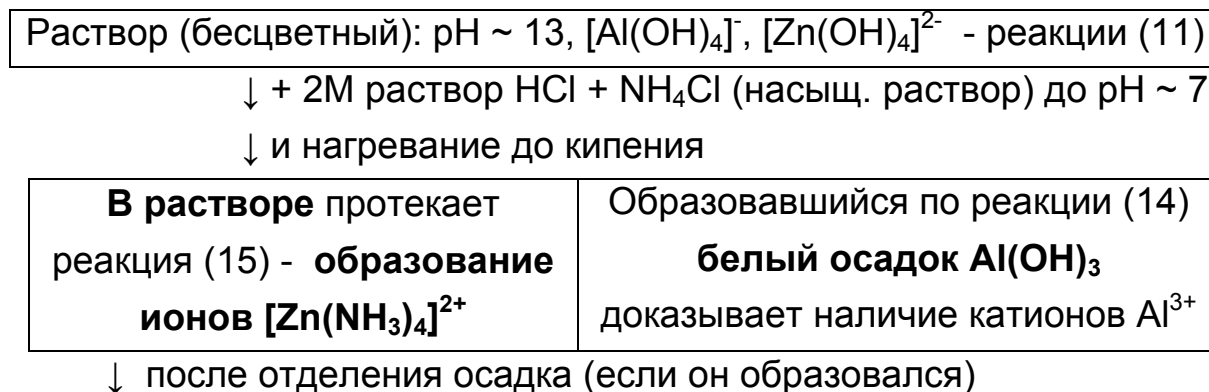 Раствор (бесцветный): pH ~ 13, [Al(OH)₄]⁻, [Zn(OH)₄]²⁻ - реакции (11)
↓ + 2М раствор HCl + NH₄Cl (насыщ. раствор) до pH ~ 7
↓ и нагревание до кипения
В растворе протекает
реакция (15) - образование
ионов [Zn(NH₃)₄]²⁺
Образовавшийся по реакции (14)
белый осадок Al(OH)₃
доказывает наличие катионов Al³⁺
↓ после отделения осадка (если он образовался)